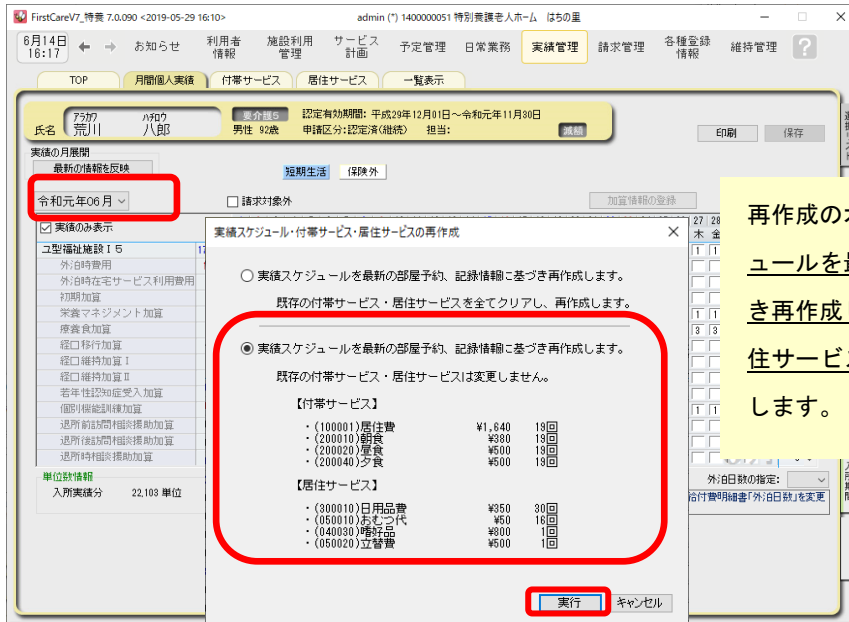 FirstCareV7_特養 7.0.090 <2019-05-29 16:10> admin (*) 1400000051 特別養護老人ホーム はちの里
6月14日 16:17 ← → お知らせ 利用者情報 施設利用管理 サービス計画 予定管理 日常業務 実績管理 請求管理 各種登録情報 維持管理 ?
TOP 月間個人実績 付帯サービス 居住サービス 一覧表示
アラカワ ハチロウ 要介護5 認定有効期間: 平成29年12月01日～令和元年11月30日
氏名 荒川 八郎 男性 92歳 申請区分:認定済(継続) 担当: 減額 印刷 保存
実績の月展開
最新の情報を反映 短期生活 保険外
令和元年06月 請求対象外 加算情報の登録
実績のみ表示
27 28
木 金
ユ型福祉施設Ⅰ5
外泊時費用
外泊時在宅サービス利用費用
初期加算
栄養マネジメント加算
療養食加算
経口移行加算
経口維持加算Ⅰ
経口維持加算Ⅱ
若年性認知症受入加算
個別機能訓練加算
退所前訪問相談援助加算
退所後訪問相談援助加算
退所時相談援助加算
単位数情報
入所実績分 22,103 単位
外泊日数の指定:
給付費明細書「外泊日数」を変更
実績スケジュール・付帯サービス・居住サービスの再作成
実績スケジュールを最新の部屋予約、記録情報に基づき再作成します。
既存の付帯サービス・居住サービスを全てクリアし、再作成します。
実績スケジュールを最新の部屋予約、記録情報に基づき再作成します。
既存の付帯サービス・居住サービスは変更しません。
【付帯サービス】
・(100001)居住費 ¥1,640 19回
・(200010)朝食 ¥380 19回
・(200020)昼食 ¥500 19回
・(200040)夕食 ¥500 19回
【居住サービス】
・(300010)日用品費 ¥350 30回
・(050010)おむつ代 ¥50 16回
・(040030)嗜好品 ¥800 1回
・(050020)立替費 ¥500 1回
実行 キャンセル
再作成の
ュールを
き再作成
住サービ
します。